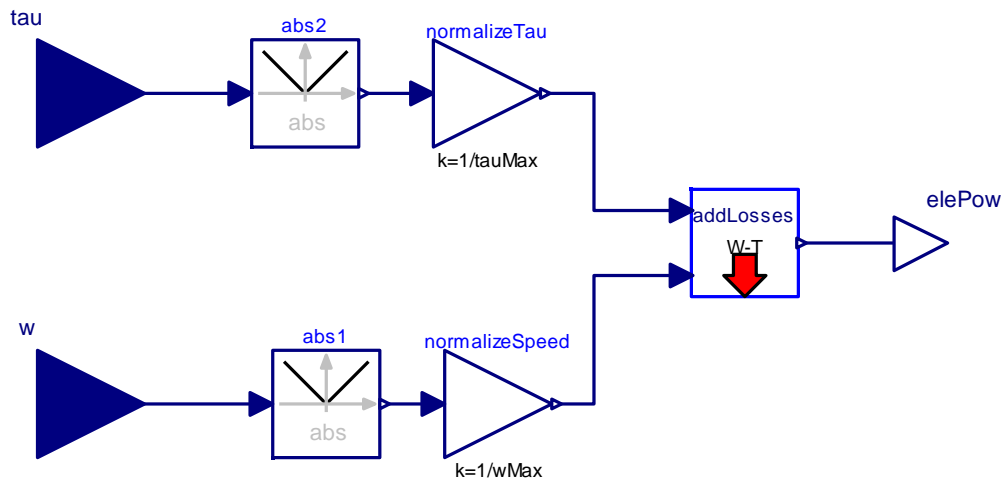 tau
abs2
normalizeTau
abs
k=1/tauMax
addLosses
elePow
W-T
w
abs1
normalizeSpeed
abs
k=1/wMax